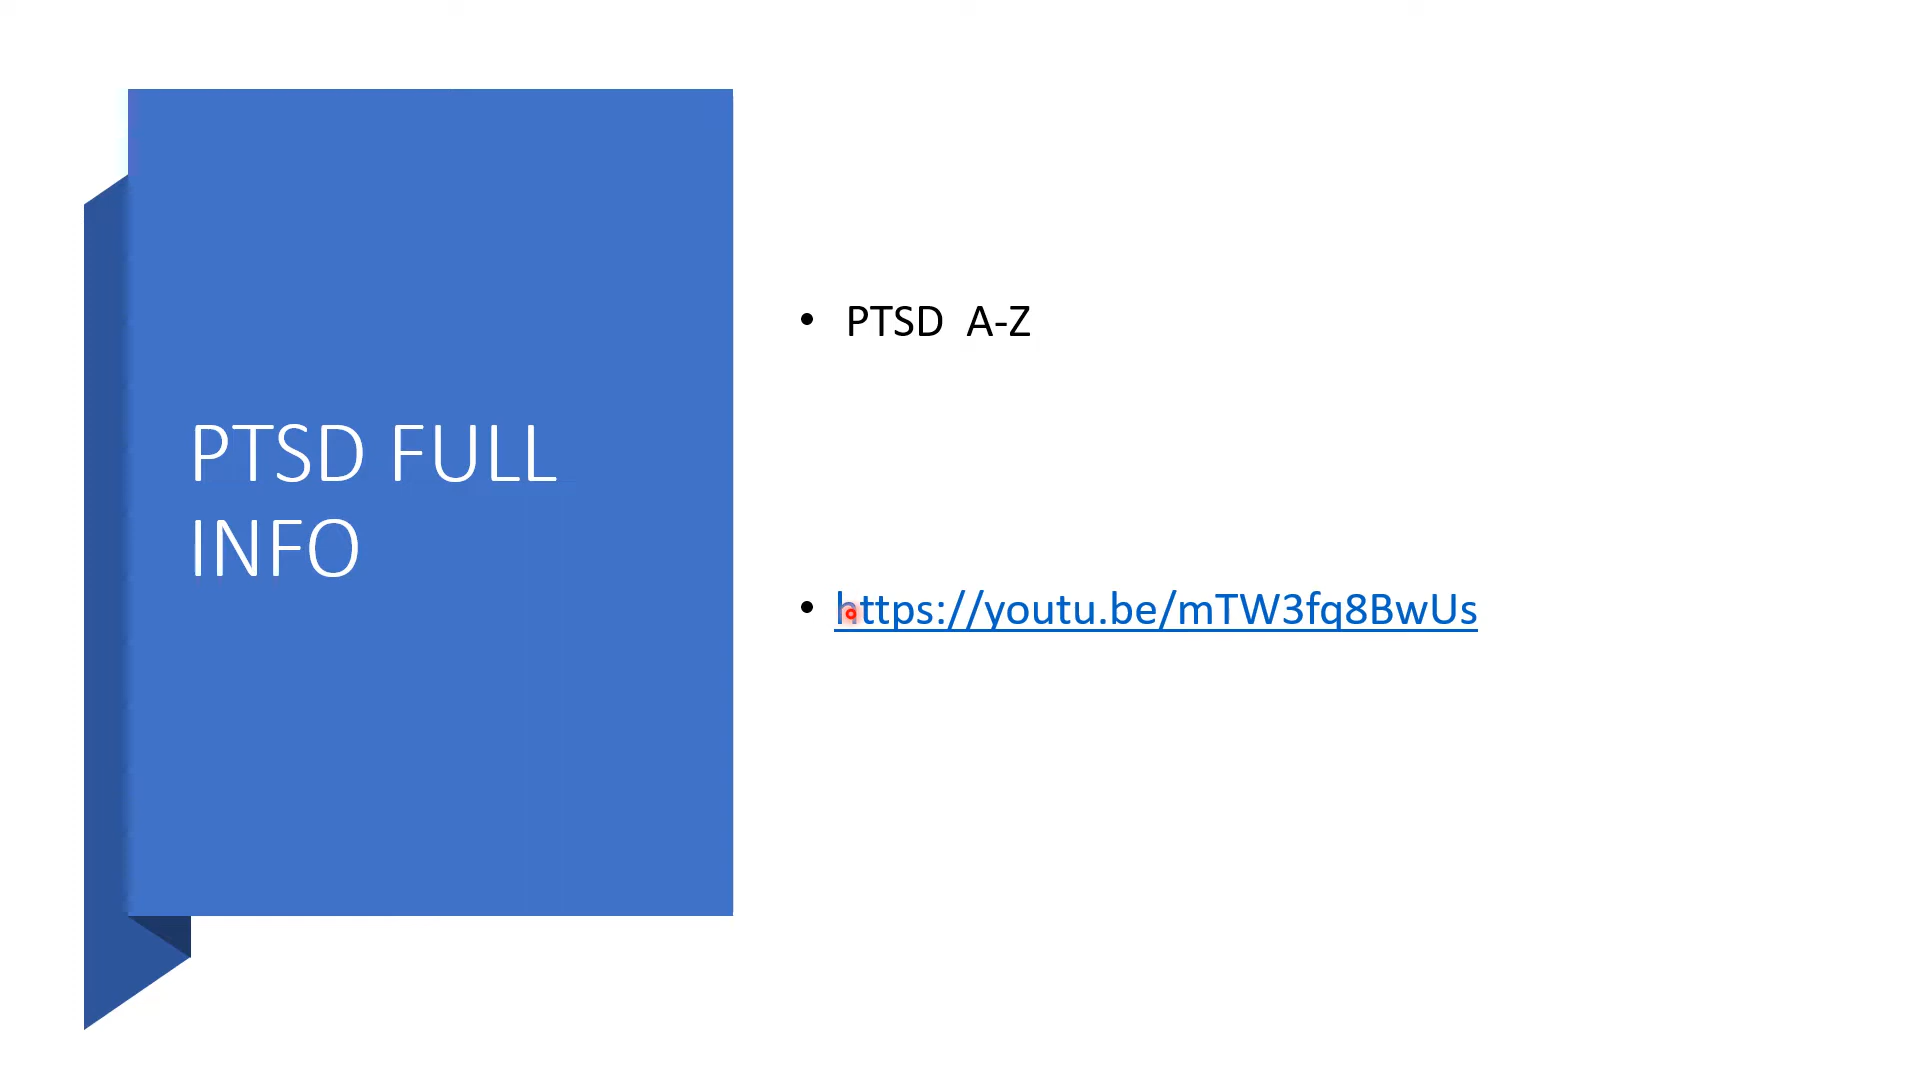 PTSD FULL
INFO
• PTSD A-Z
• https://youtu.be/mTW3fq8BwUs